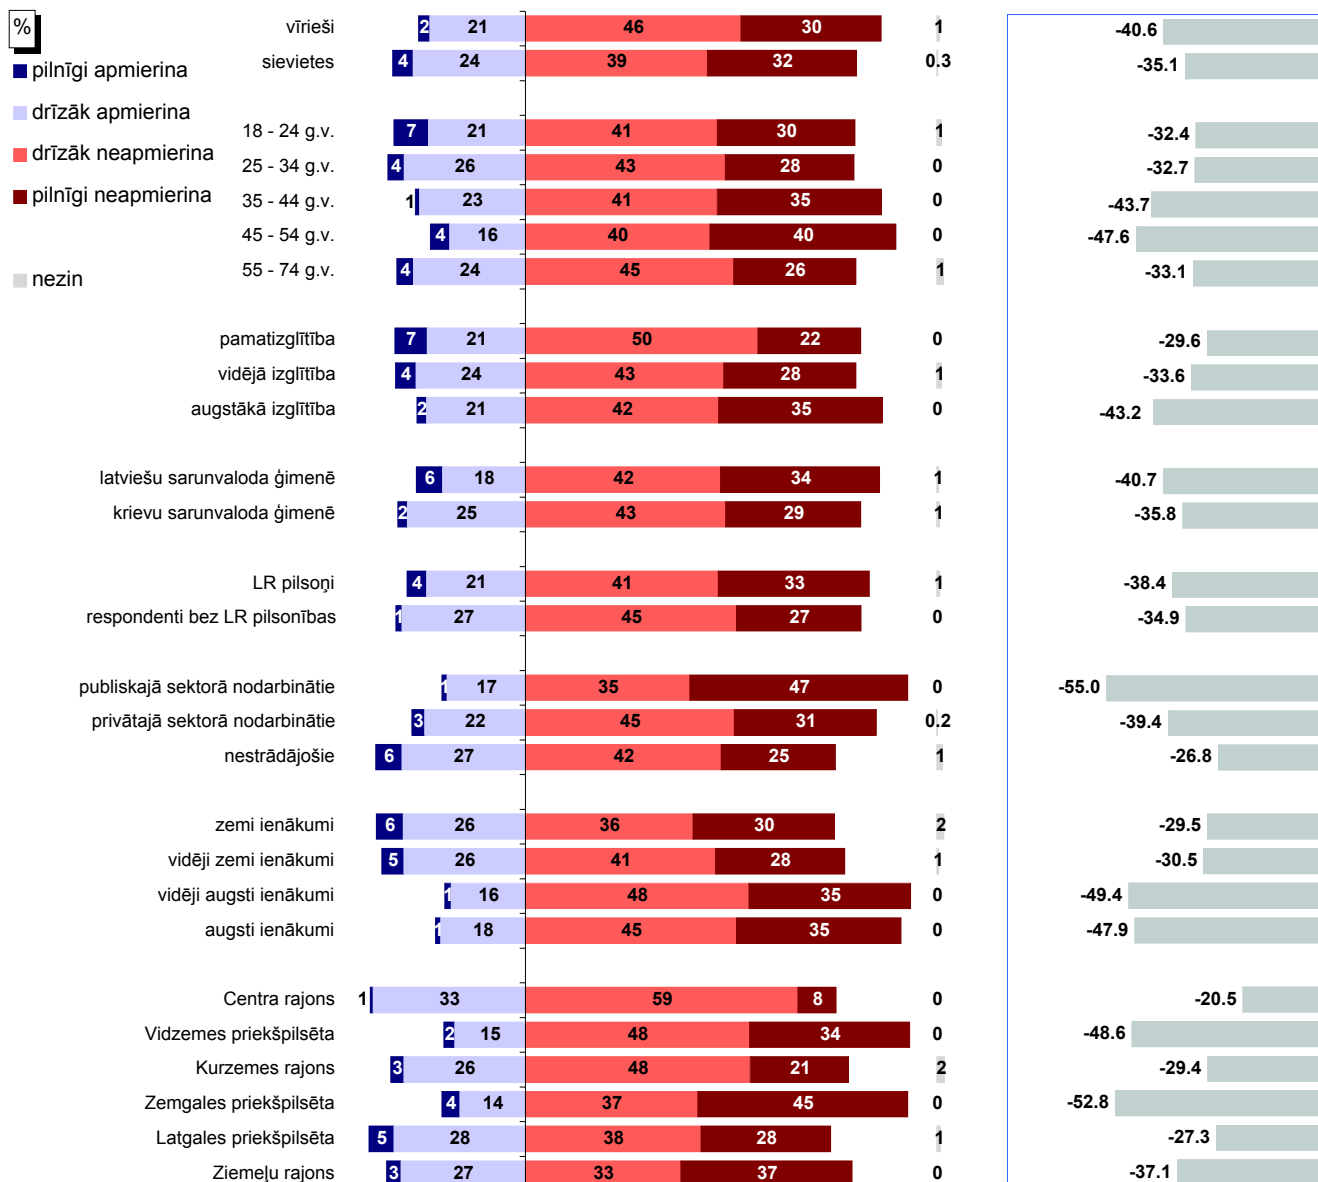 %
pilnīgi apmierina
drīzāk apmierina
drīzāk neapmierina
pilnīgi neapmierina
nezin
vīrieši 2 21 46 30 1 -40.6
sievietes 4 24 39 32 0.3 -35.1
18 - 24 g.v. 7 21 41 30 1 -32.4
25 - 34 g.v. 4 26 43 28 0 -32.7
35 - 44 g.v. 1 23 41 35 0 -43.7
45 - 54 g.v. 4 16 40 40 0 -47.6
55 - 74 g.v. 4 24 45 26 1 -33.1
pamatizglītība 7 21 50 22 0 -29.6
vidējā izglītība 4 24 43 28 1 -33.6
augstākā izglītība 2 21 42 35 0 -43.2
latviešu sarunvaloda ģimenē 6 18 42 34 1 -40.7
krievu sarunvaloda ģimenē 2 25 43 29 1 -35.8
LR pilsoņi 4 21 41 33 1 -38.4
respondenti bez LR pilsonības 1 27 45 27 0 -34.9
publiskajā sektorā nodarbinātie 1 17 35 47 0 -55.0
privātajā sektorā nodarbinātie 3 22 45 31 0.2 -39.4
nestrādājošie 6 27 42 25 1 -26.8
zemi ienākumi 6 26 36 30 2 -29.5
vidēji zemi ienākumi 5 26 41 28 1 -30.5
vidēji augsti ienākumi 1 16 48 35 0 -49.4
augsti ienākumi 1 18 45 35 0 -47.9
Centra rajons 1 33 59 8 0 -20.5
Vidzemes priekšpilsēta 2 15 48 34 0 -48.6
Kurzemes rajons 3 26 48 21 2 -29.4
Zemgales priekšpilsēta 4 14 37 45 0 -52.8
Latgales priekšpilsēta 5 28 38 28 1 -27.3
Ziemeļu rajons 3 27 33 37 0 -37.1